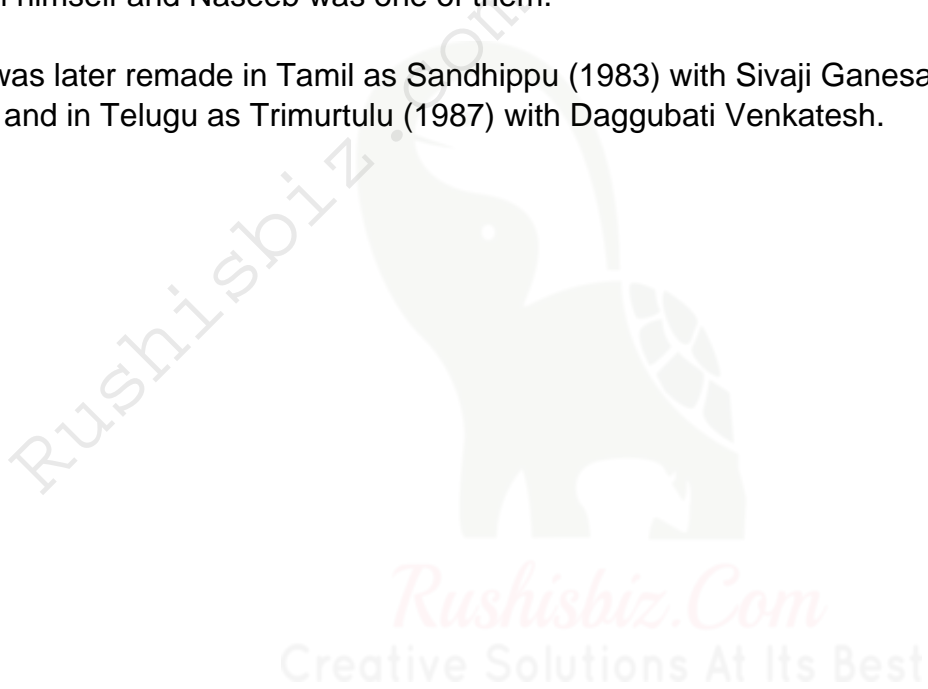 himself and Naseeb was one of them.
was later remade in Tamil as Sandhippu (1983) with Sivaji
and in Telugu as Trimurtulu (1987) with Daggubati Venkatesh.
Rushisbiz.com
Rushisbiz.Com
Creative Solutions At Its Best